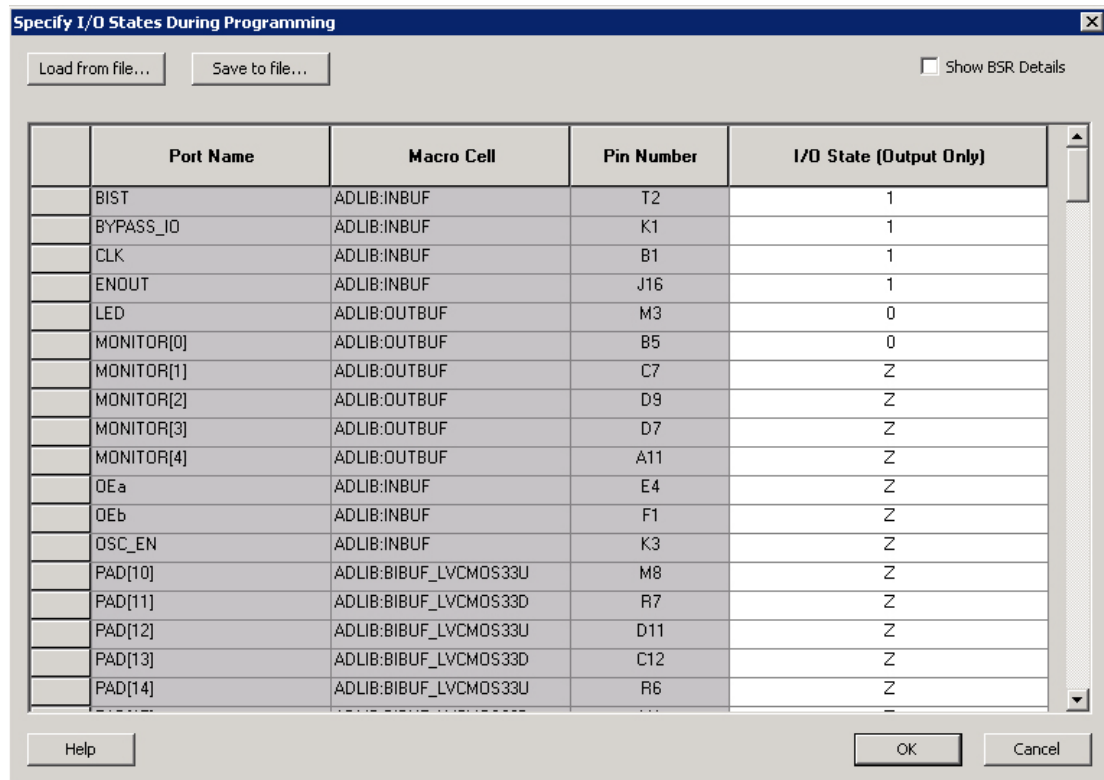 Specify I/O States During Programming
Load from file... Save to file... Show BSR Details
Port Name Macro Cell Pin Number I/O State (Output Only)
BIST ADLIB:INBUF T2 1
BYPASS_IO ADLIB:INBUF K1 1
CLK ADLIB:INBUF B1 1
ENOUT ADLIB:INBUF J16 1
LED ADLIB:OUTBUF M3 0
MONITOR[0] ADLIB:OUTBUF B5 0
MONITOR[1] ADLIB:OUTBUF C7 Z
MONITOR[2] ADLIB:OUTBUF D9 Z
MONITOR[3] ADLIB:OUTBUF D7 Z
MONITOR[4] ADLIB:OUTBUF A11 Z
OEa ADLIB:INBUF E4 Z
OEb ADLIB:INBUF F1 Z
OSC_EN ADLIB:INBUF K3 Z
PAD[10] ADLIB:BIBUF_LVCMOS33U M8 Z
PAD[11] ADLIB:BIBUF_LVCMOS33D R7 Z
PAD[12] ADLIB:BIBUF_LVCMOS33U D11 Z
PAD[13] ADLIB:BIBUF_LVCMOS33D C12 Z
PAD[14] ADLIB:BIBUF_LVCMOS33U R6 Z
Help OK Cancel